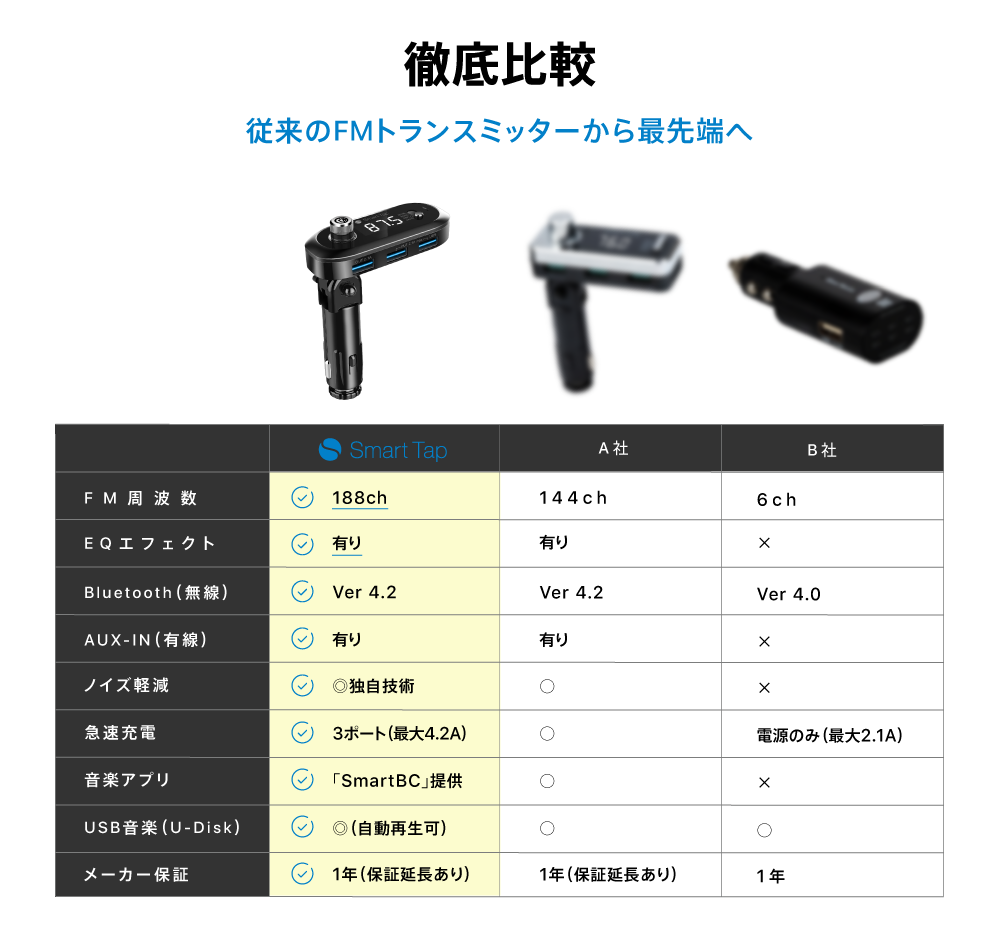 徹底比較
従来のFMトランスミッターから最先端へ
87.5
Smart Tap A社 B社
FM周波数 188ch 144ch 6ch
EQエフェクト 有り 有り ×
Bluetooth(無線) Ver 4.2 Ver 4.2 Ver 4.0
AUX-IN(有線) 有り 有り ×
ノイズ軽減 ◎独自技術 ○ ×
急速充電 3ポート(最大4.2A) ○ 電源のみ(最大2.1A)
音楽アプリ 「SmartBC」提供 ○ ×
USB音楽(U-Disk) ◎(自動再生可) ○ ○
メーカー保証 1年(保証延長あり) 1年(保証延長あり) 1年